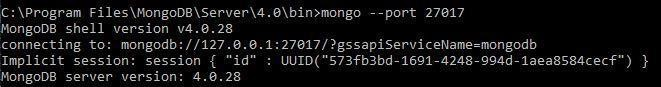 C:\Program Files\MongoDB\Server\4.0\bin>mongo --port 27017
MongoDB shell version v4.0.28
connecting to: mongodb://127.0.0.1:27017/?gssapiServiceName=mongodb
Implicit session: session { "id" : UUID("573fb3bd-1691-4248-994d-1aea8584cecf") }
MongoDB server version: 4.0.28